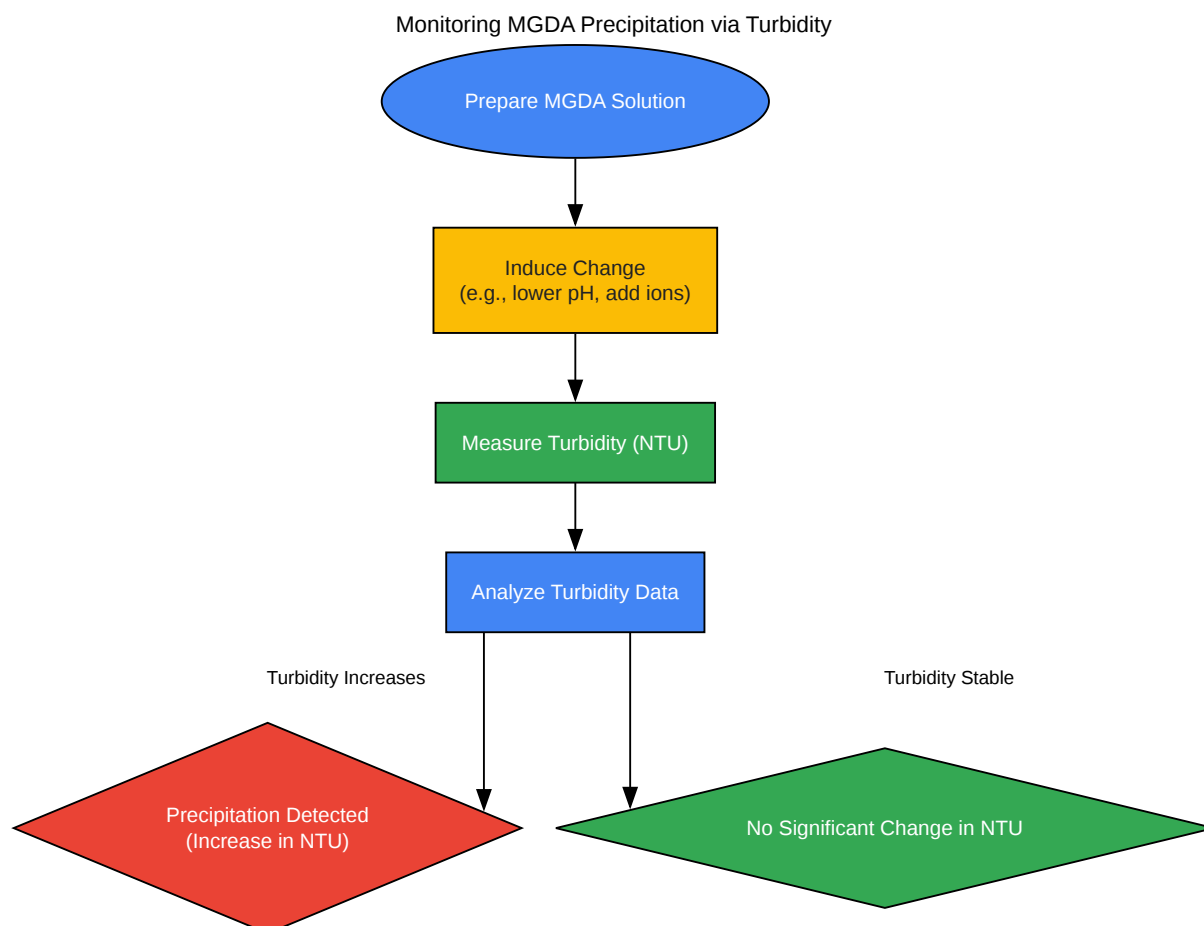 Monitoring MGDA Precipitation via Turbidity
Prepare MGDA Solution
Induce Change
(e.g., lower pH, add ions)
Measure Turbidity (NTU)
Analyze Turbidity Data
Turbidity Increases
Turbidity Stable
Precipitation Detected
(Increase in NTU)
No Significant Change in NTU